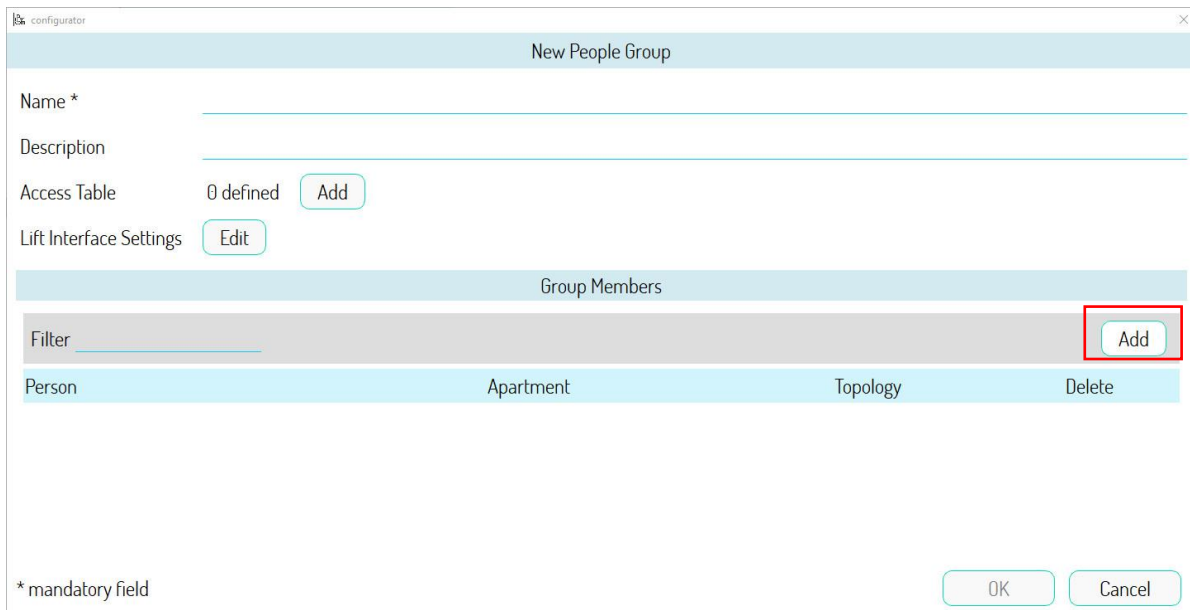 configurator
New People Group
Name *
Description
Access Table 0 defined Add
Lift Interface Settings Edit
Group Members
Filter Add
Person Apartment Topology Delete
* mandatory field OK Cancel